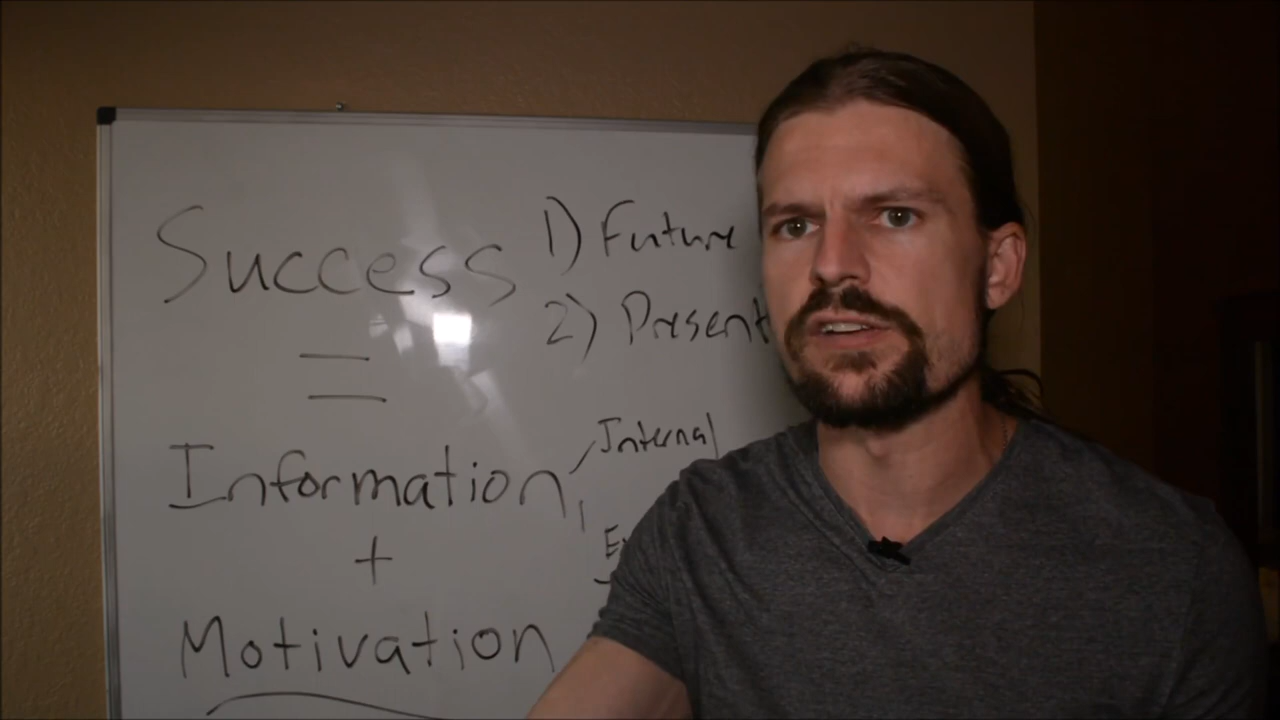 Success
=
Information
+
Motivation
1) Future
2) Present
Internal